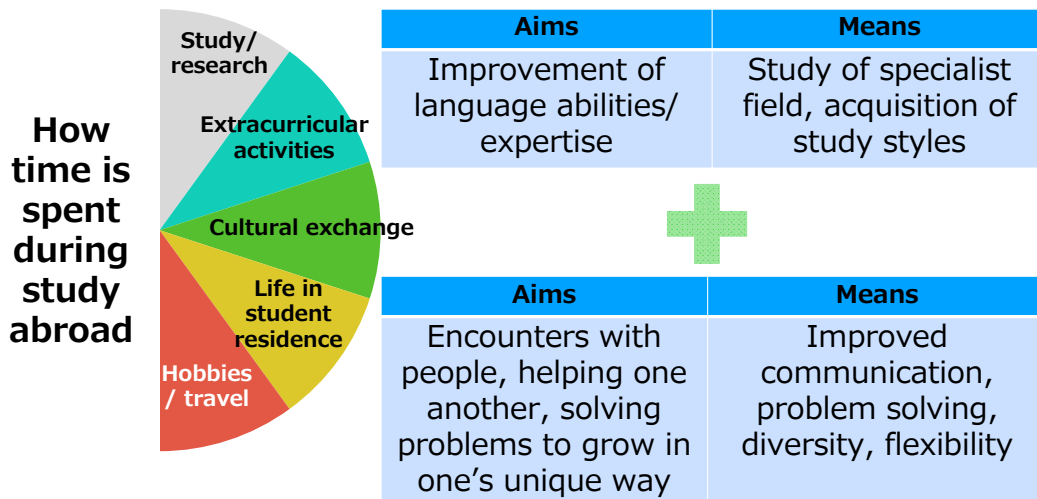 How
time is
spent
during
study
abroad
Study/
research
Extracurricular
activities
Cultural exchange
Life in
student
residence
Hobbies
/ travel
Aims
Means
Improvement of
language abilities/
expertise
Study of specialist
field, acquisition of
study styles
Aims
Means
Encounters with
people, helping one
another, solving
problems to grow in
one’s unique way
Improved
communication,
problem solving,
diversity, flexibility